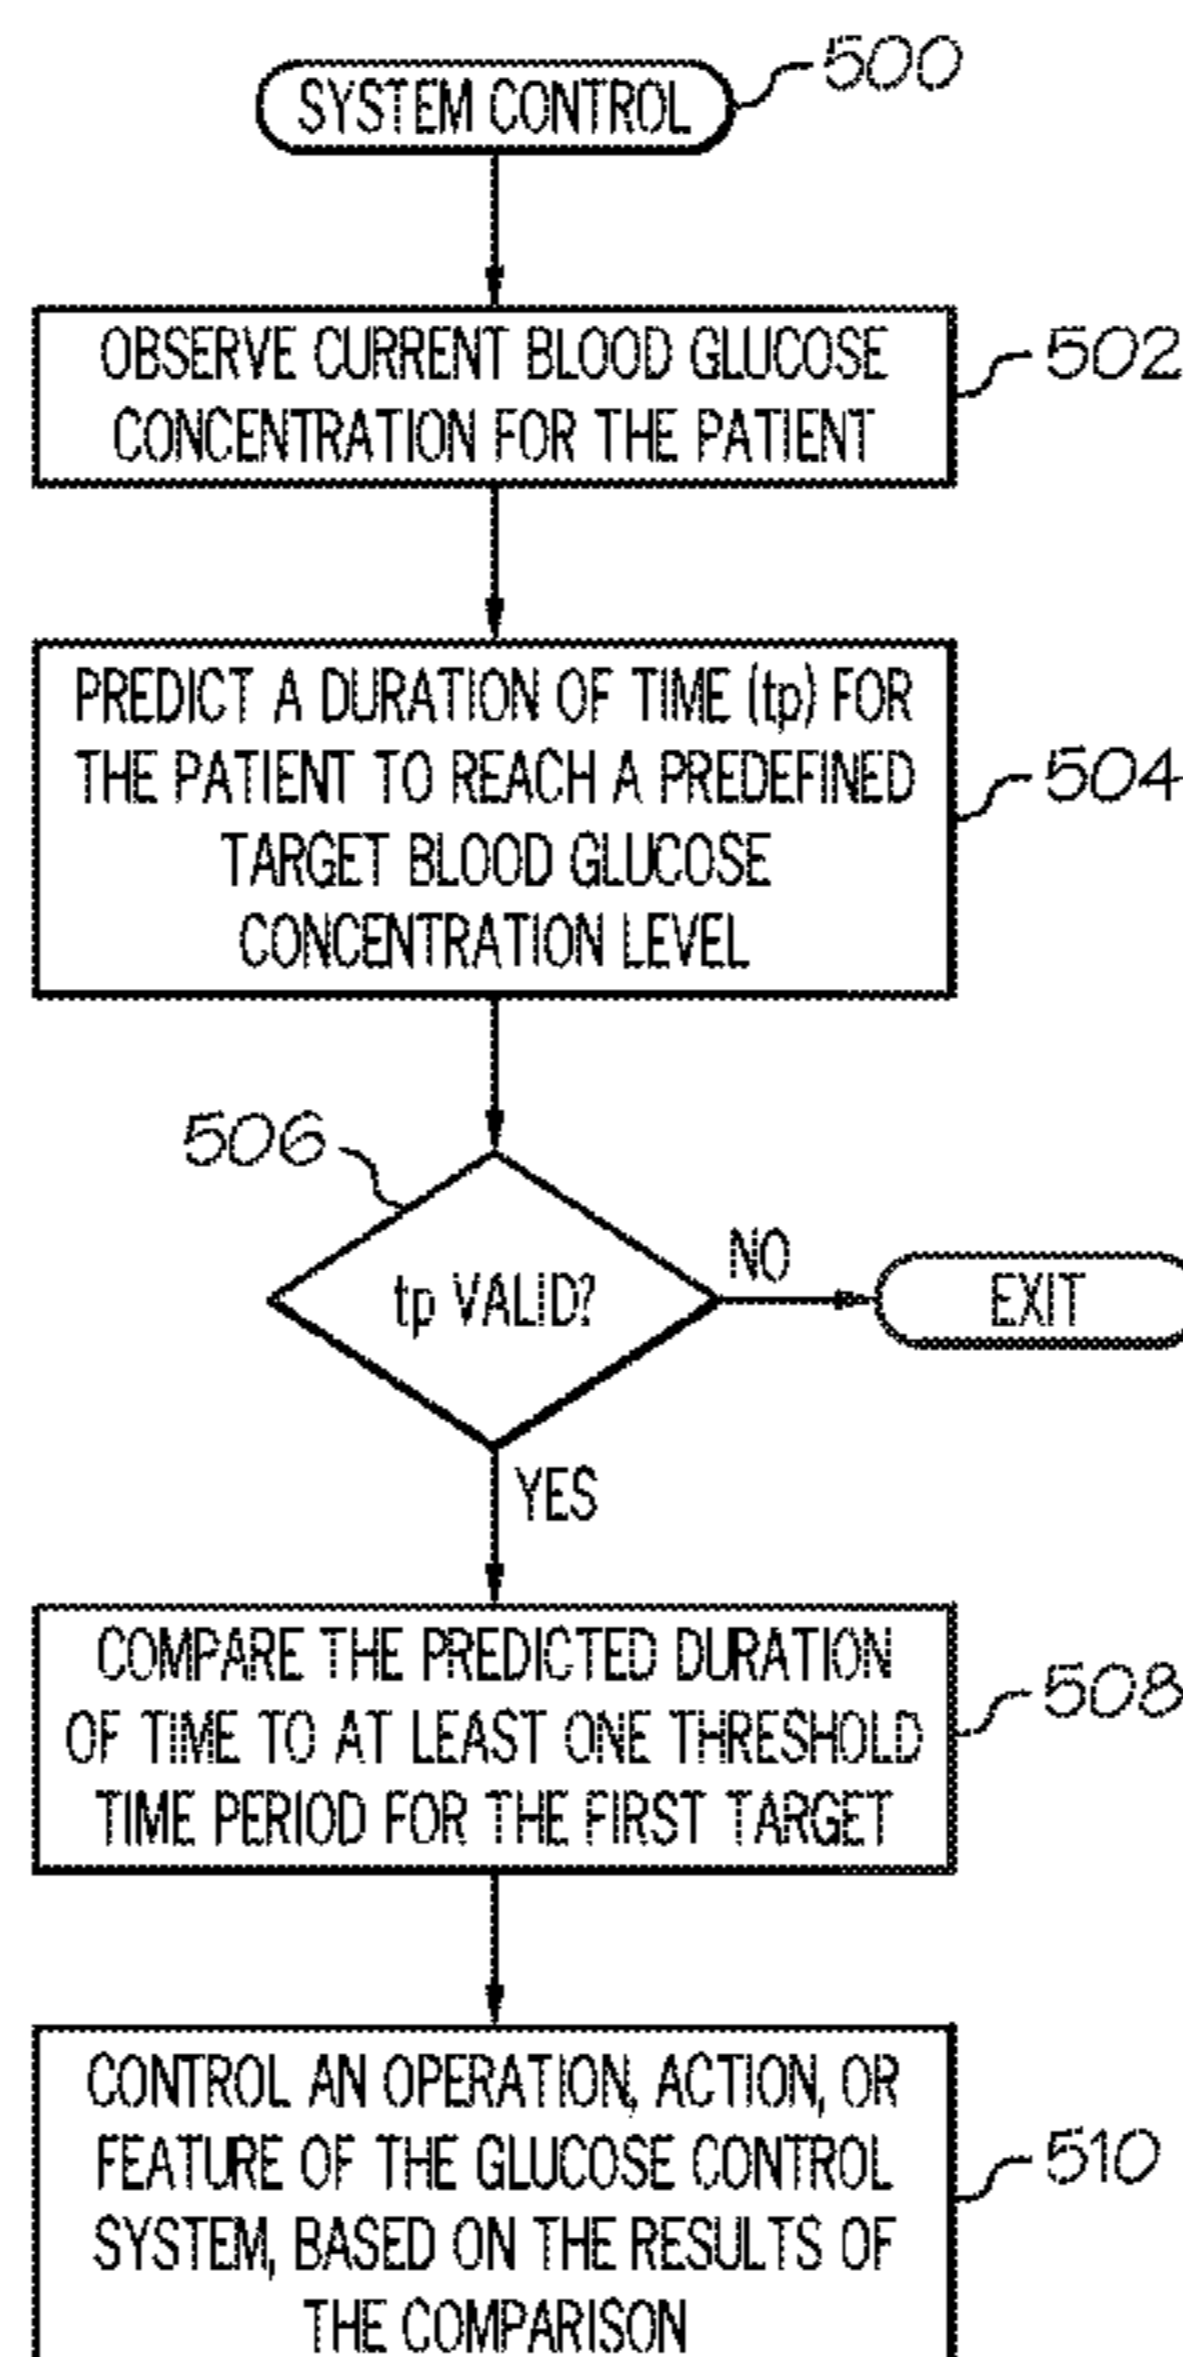 SYSTEM CONTROL
500
OBSERVE CURRENT BLOOD GLUCOSE
CONCENTRATION FOR THE PATIENT
502
PREDICT A DURATION OF TIME (tp) FOR
THE PATIENT TO REACH A PREDEFINED
TARGET BLOOD GLUCOSE
CONCENTRATION LEVEL
504
506
tp VALID?
NO
EXIT
YES
COMPARE THE PREDICTED DURATION
OF TIME TO AT LEAST ONE THRESHOLD
TIME PERIOD FOR THE FIRST TARGET
508
CONTROL AN OPERATION, ACTION, OR
FEATURE OF THE GLUCOSE CONTROL
SYSTEM, BASED ON THE RESULTS OF
THE COMPARISON
510